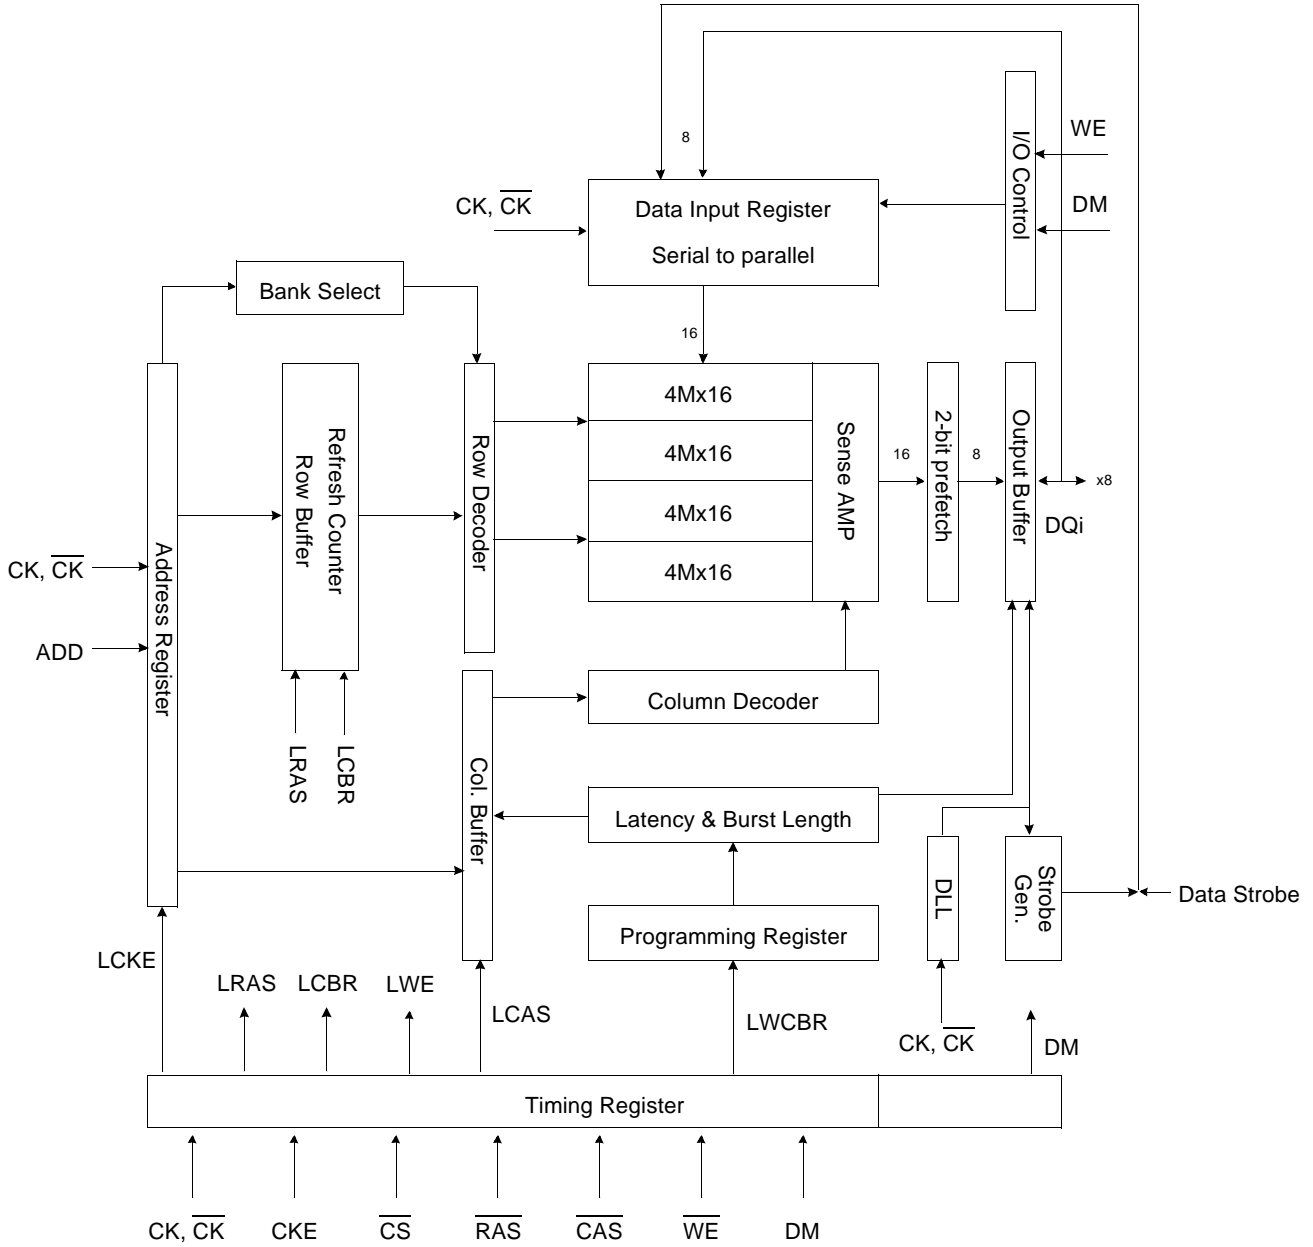 8
WE
I/O Control
DM
CK, CK
Data Input Register
Serial to parallel
Bank Select
16
4Mx16
4Mx16
4Mx16
4Mx16
Sense AMP
16
2-bit prefetch
8
Output Buffer
x8
DQi
Refresh Counter
Row Buffer
Row Decoder
CK, CK
ADD
Address Register
LRAS
LCBR
Col. Buffer
Column Decoder
Latency & Burst Length
Programming Register
DLL
Strobe
Gen.
Data Strobe
LCKE
LRAS
LCBR
LWE
LCAS
LWCBR
CK, CK
DM
Timing Register
CK, CK
CKE
CS
RAS
CAS
WE
DM